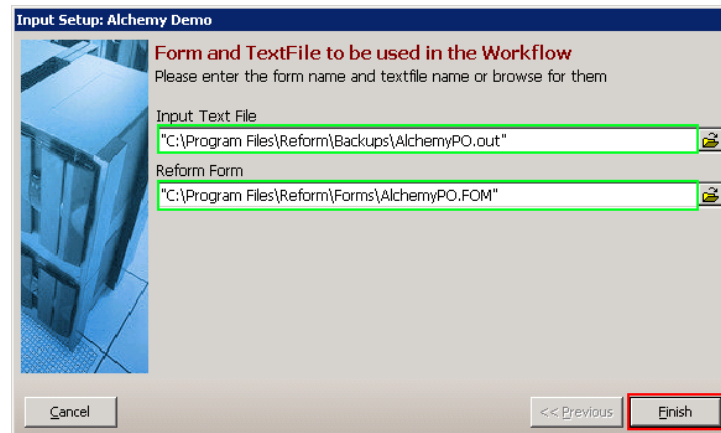 Input Setup: Alchemy Demo
Form and TextFile to be used in the Workflow
Please enter the form name and textfile name or browse for them
Input Text File
"C:\Program Files\Reform\Backups\AlchemyPO.out"
Reform Form
"C:\Program Files\Reform\Forms\AlchemyPO.FOM"
Cancel
<< Previous
Finish